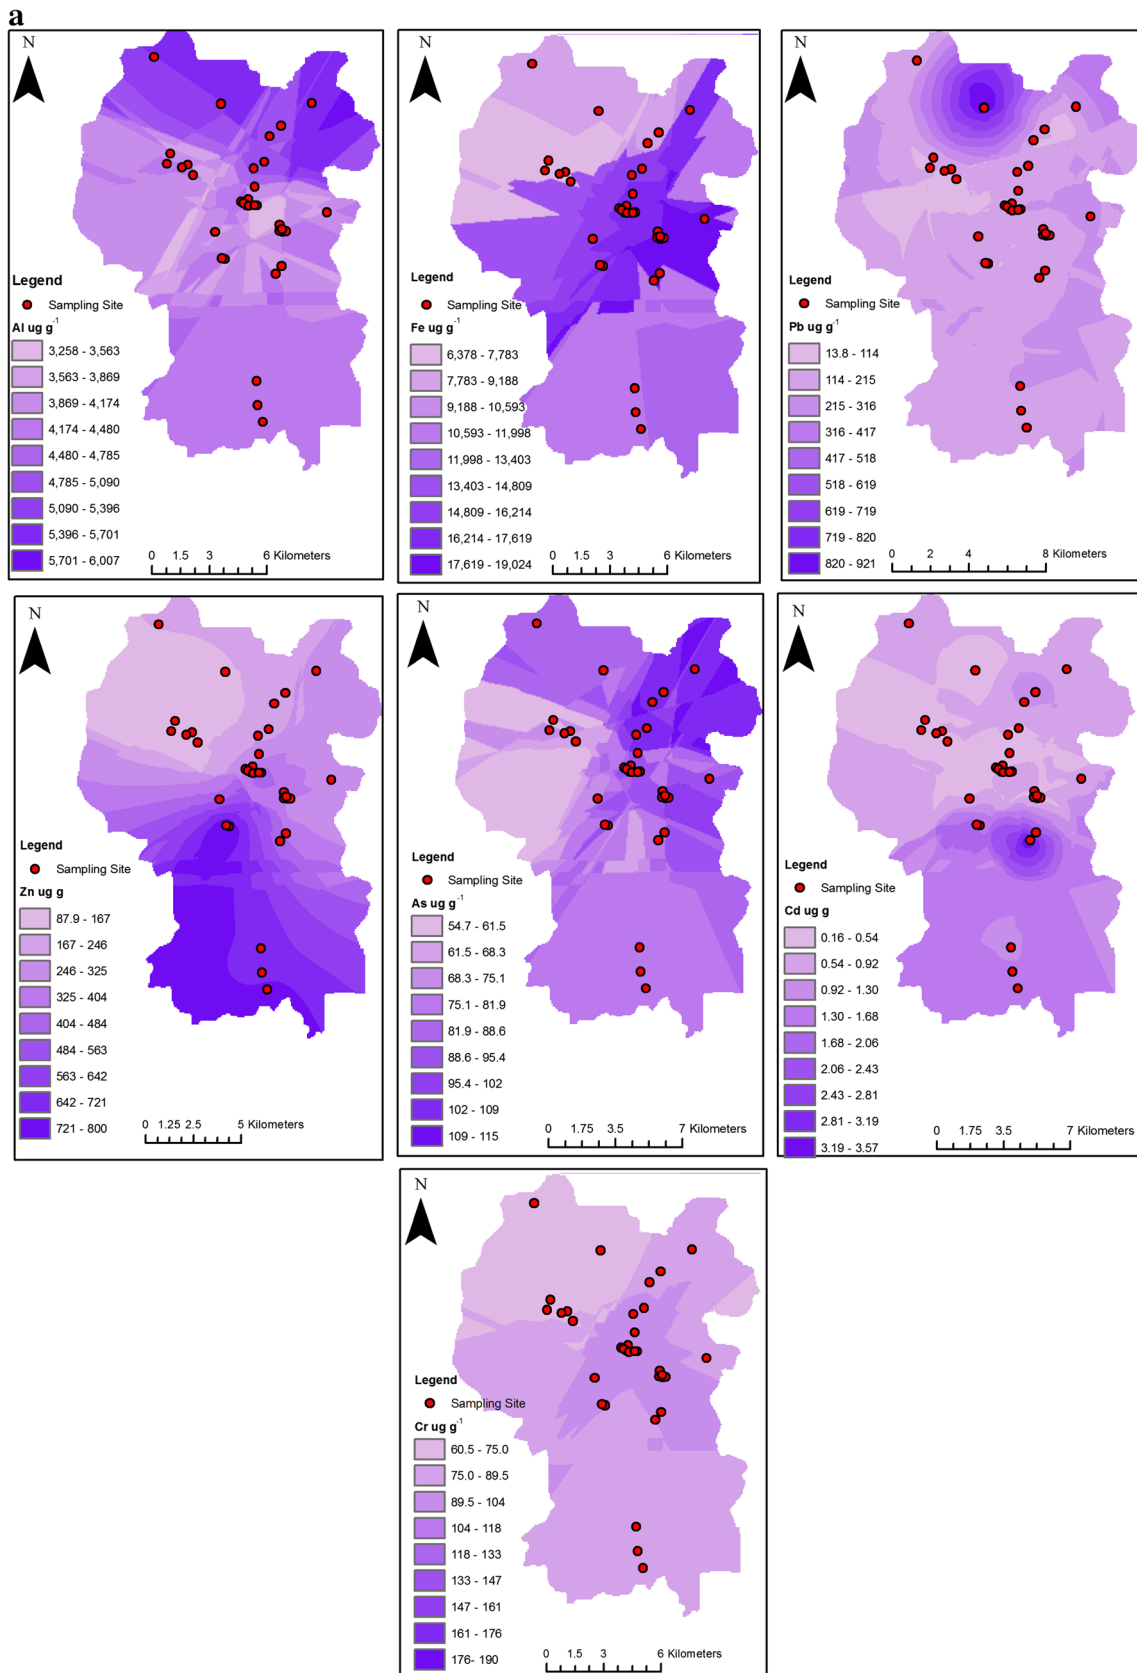 a
N
Legend
Sampling Site
Al ug g-1
3,258 - 3,563
3,563 - 3,869
3,869 - 4,174
4,174 - 4,480
4,480 - 4,785
4,785 - 5,090
5,090 - 5,396
5,396 - 5,701
5,701 - 6,007
0 1.5 3 6 Kilometers
N
Legend
Sampling Site
Fe ug g-1
6,378 - 7,783
7,783 - 9,188
9,188 - 10,593
10,593 - 11,998
11,998 - 13,403
13,403 - 14,809
14,809 - 16,214
16,214 - 17,619
17,619 - 19,024
0 1.5 3 6 Kilometers
N
Legend
Sampling Site
Pb ug g-1
13.8 - 114
114 - 215
215 - 316
316 - 417
417 - 518
518 - 619
619 - 719
719 - 820
820 - 921
0 2 4 8 Kilometers
N
Legend
Sampling Site
Zn ug g
87.9 - 167
167 - 246
246 - 325
325 - 404
404 - 484
484 - 563
563 - 642
642 - 721
721 - 800
0 1.25 2.5 5 Kilometers
N
Legend
Sampling Site
As ug g-1
54.7 - 61.5
61.5 - 68.3
68.3 - 75.1
75.1 - 81.9
81.9 - 88.6
88.6 - 95.4
95.4 - 102
102 - 109
109 - 115
0 1.75 3.5 7 Kilometers
N
Legend
Sampling Site
Cd ug g
0.16 - 0.54
0.54 - 0.92
0.92 - 1.30
1.30 - 1.68
1.68 - 2.06
2.06 - 2.43
2.43 - 2.81
2.81 - 3.19
3.19 - 3.57
0 1.75 3.5 7 Kilometers
N
Legend
Sampling Site
Cr ug g-1
60.5 - 75.0
75.0 - 89.5
89.5 - 104
104 - 118
118 - 133
133 - 147
147 - 161
161 - 176
176- 190
0 1.5 3 6 Kilometers